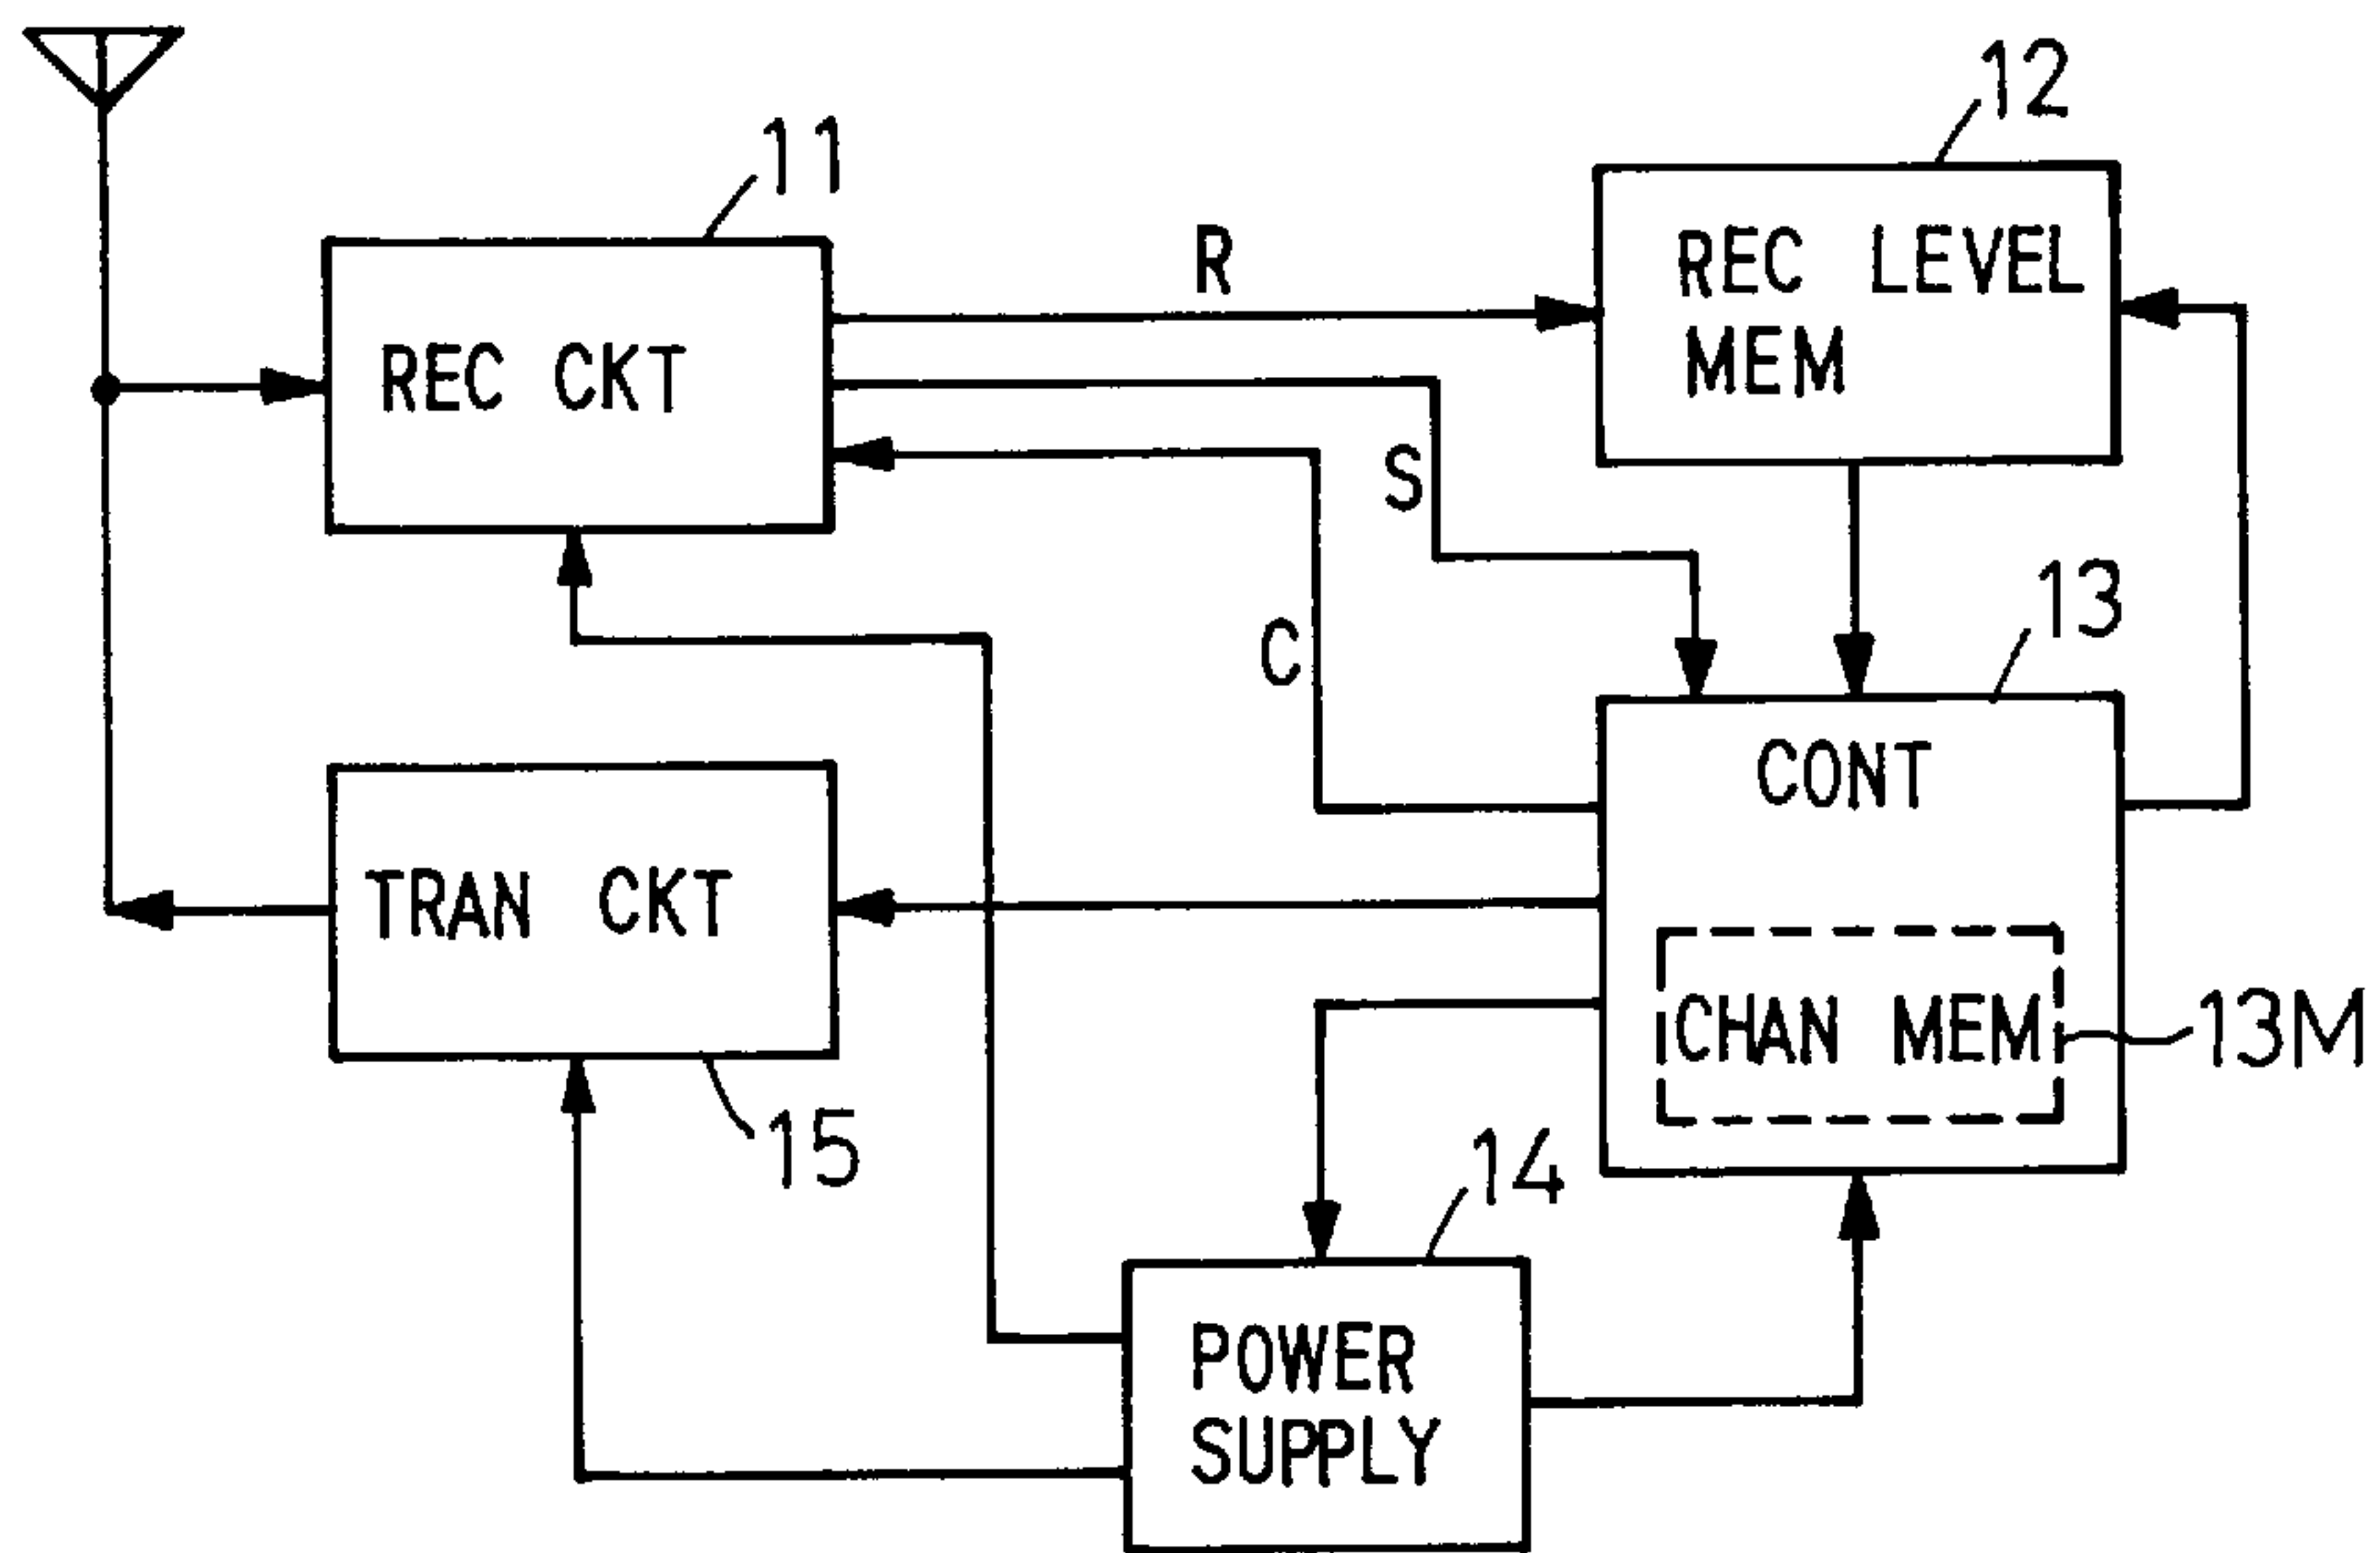 12
11
R
REC LEVEL
MEM
REC CKT
S
13
C
CONT
TRAN CKT
CHAN MEM
13M
15
14
POWER
SUPPLY